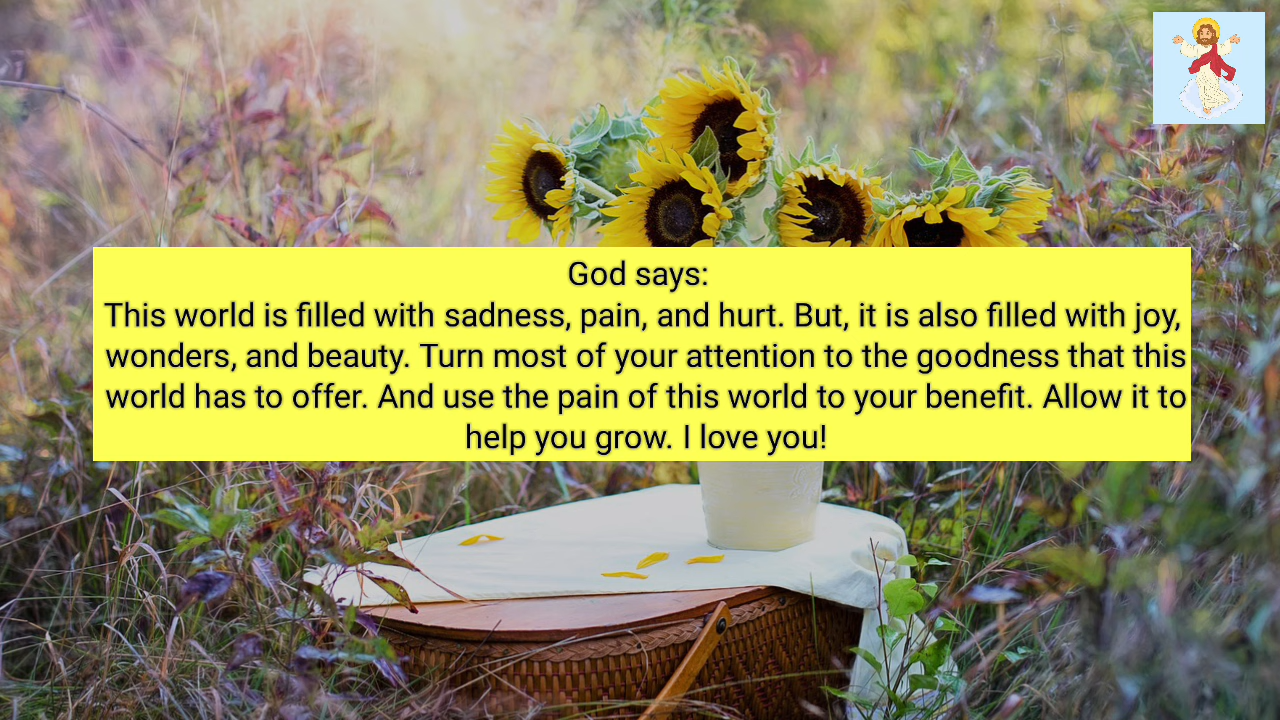 God says:
This world is filled with sadness, pain, and hurt. But, it is also filled with joy,
wonders, and beauty. Turn most of your attention to the goodness that this
world has to offer. And use the pain of this world to your benefit. Allow it to
help you grow. I love you!